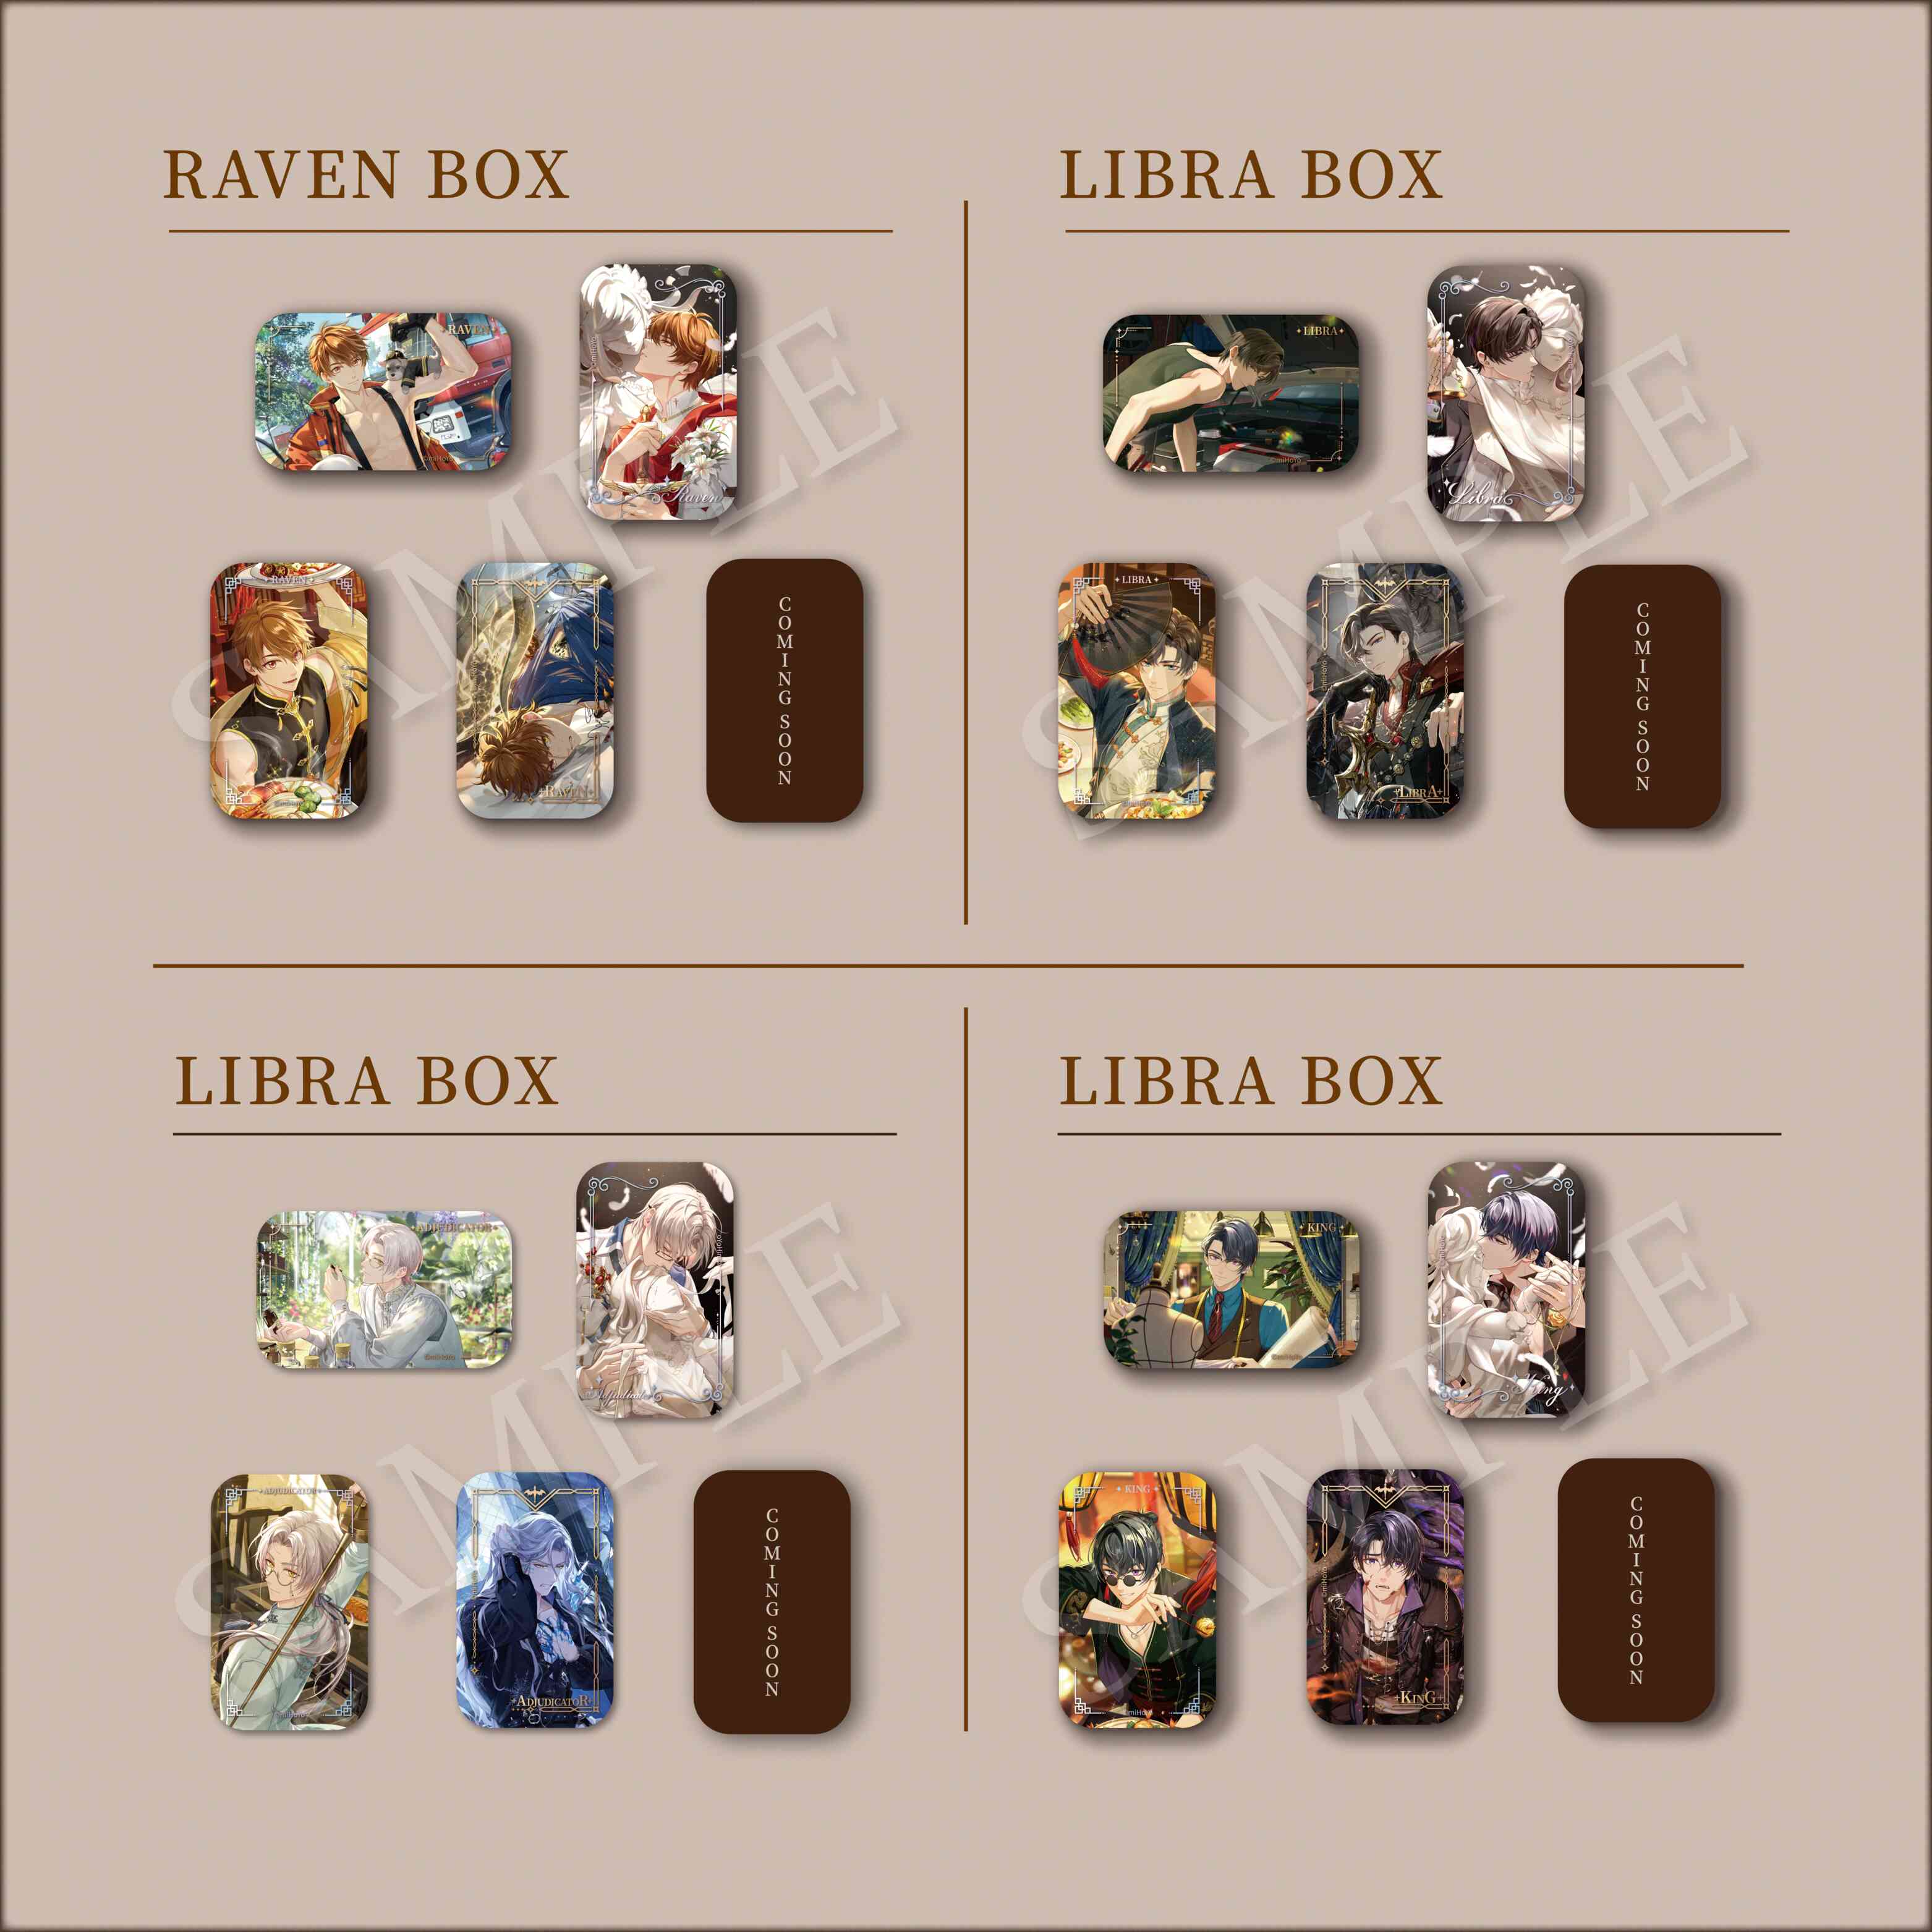 RAVEN BOX
RAVEN
Raven
RAVEN
RAVEN
COMING SOON
SAMPLE
LIBRA BOX
LIBRA
Libra
LIBRA
LIBRA
COMING SOON
SAMPLE
LIBRA BOX
ADJUDICATOR
Adjudicator
ADJUDICATOR
ADJUDICATOR
COMING SOON
SAMPLE
LIBRA BOX
KING
King
KING
KING
COMING SOON
SAMPLE